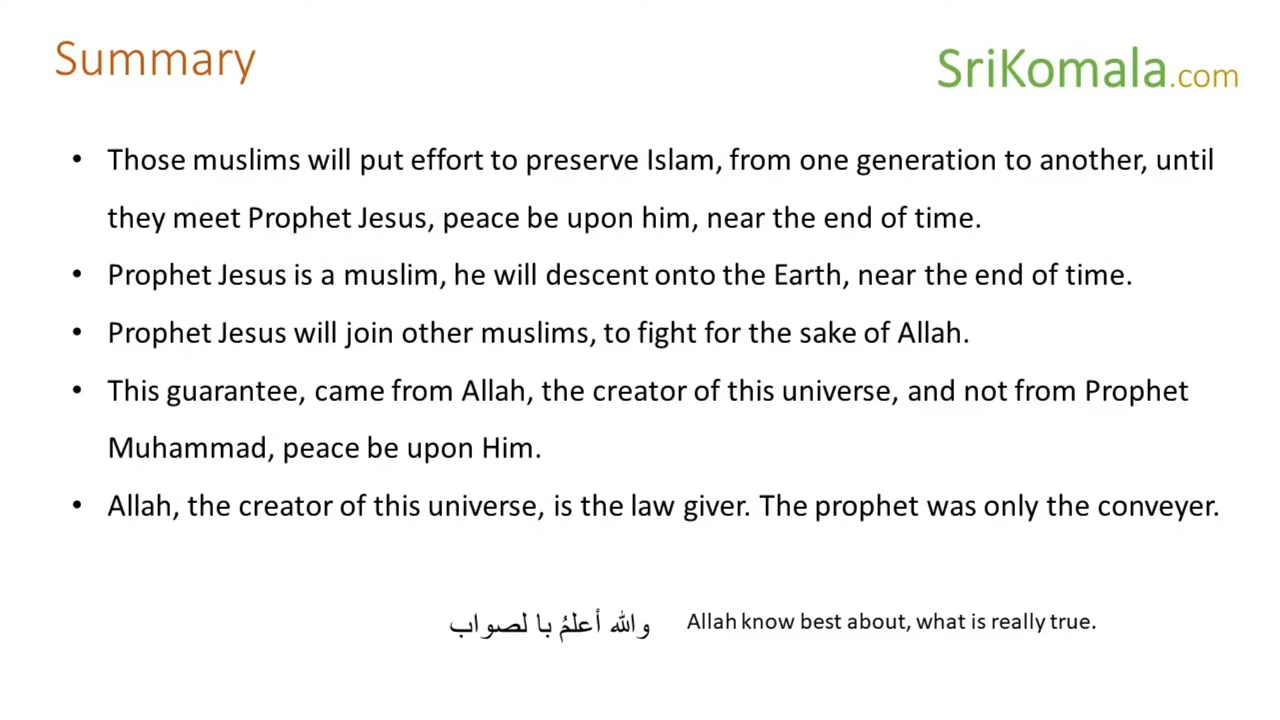 Summary
SriKomala.com
• Those muslims will put effort to preserve Islam, from one generation to another, until
they meet Prophet Jesus, peace be upon him, near the end of time.
• Prophet Jesus is a muslim, he will descent onto the Earth, near the end of time.
• Prophet Jesus will join other muslims, to fight for the sake of Allah.
• This guarantee, came from Allah, the creator of this universe, and not from Prophet
Muhammad, peace be upon Him.
• Allah, the creator of this universe, is the law giver. The prophet was only the conveyer.
والله أعلمُ با لصواب Allah know best about, what is really true.